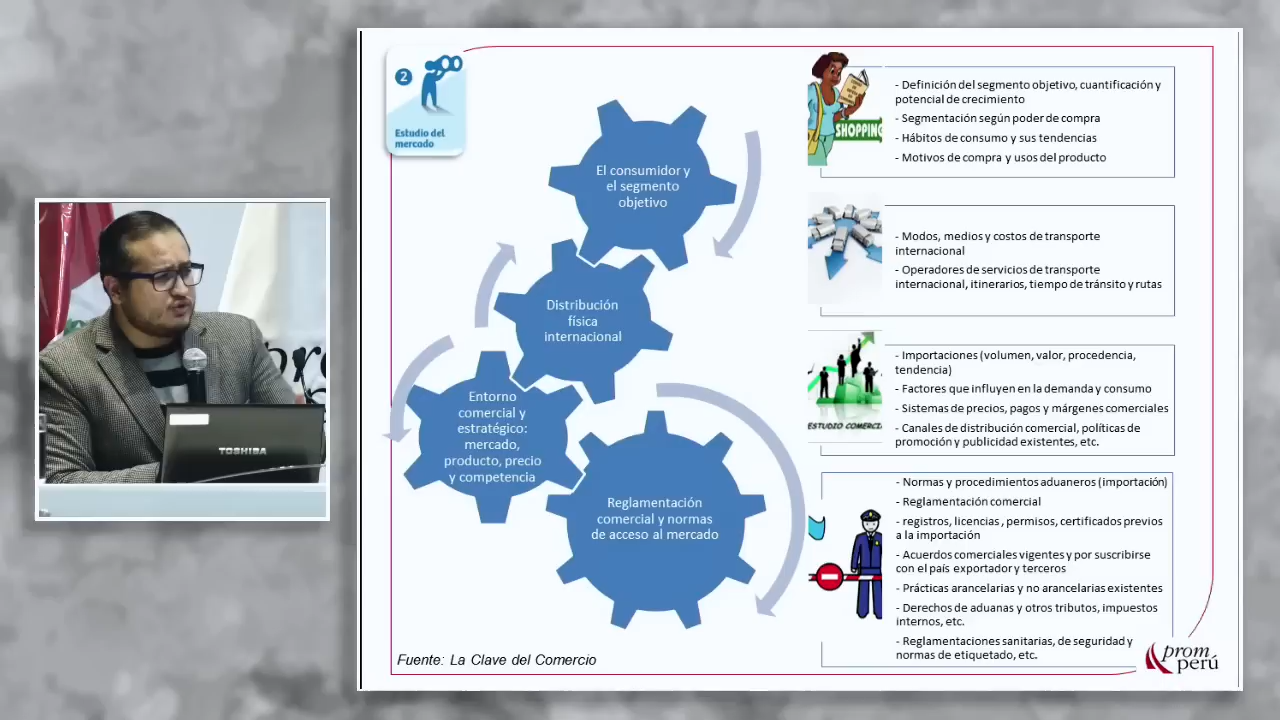 2
Estudio del
mercado
El consumidor y
el segmento
objetivo
Distribución
física
internacional
Entorno
comercial y
estratégico:
mercado,
producto, precio
y competencia
Reglamentación
comercial y normas
de acceso al mercado
SHOPPING
- Definición del segmento objetivo, cuantificación y
potencial de crecimiento
- Segmentación según poder de compra
- Hábitos de consumo y sus tendencias
- Motivos de compra y usos del producto
- Modos, medios y costos de transporte
internacional
- Operadores de servicios de transporte
internacional, itinerarios, tiempo de tránsito y rutas
ESTUDIO COMERCI
- Importaciones (volumen, valor, procedencia,
tendencia)
- Factores que influyen en la demanda y consumo
- Sistemas de precios, pagos y márgenes comerciales
- Canales de distribución comercial, políticas de
promoción y publicidad existentes, etc.
- Normas y procedimientos aduaneros (importación)
- Reglamentación comercial
- registros, licencias , permisos, certificados previos
a la importación
- Acuerdos comerciales vigentes y por suscribirse
con el país exportador y terceros
- Prácticas arancelarias y no arancelarias existentes
- Derechos de aduanas y otros tributos, impuestos
internos, etc.
- Reglamentaciones sanitarias, de seguridad y
normas de etiquetado, etc.
Fuente: La Clave del Comercio
prom
perú
TOSHIBA